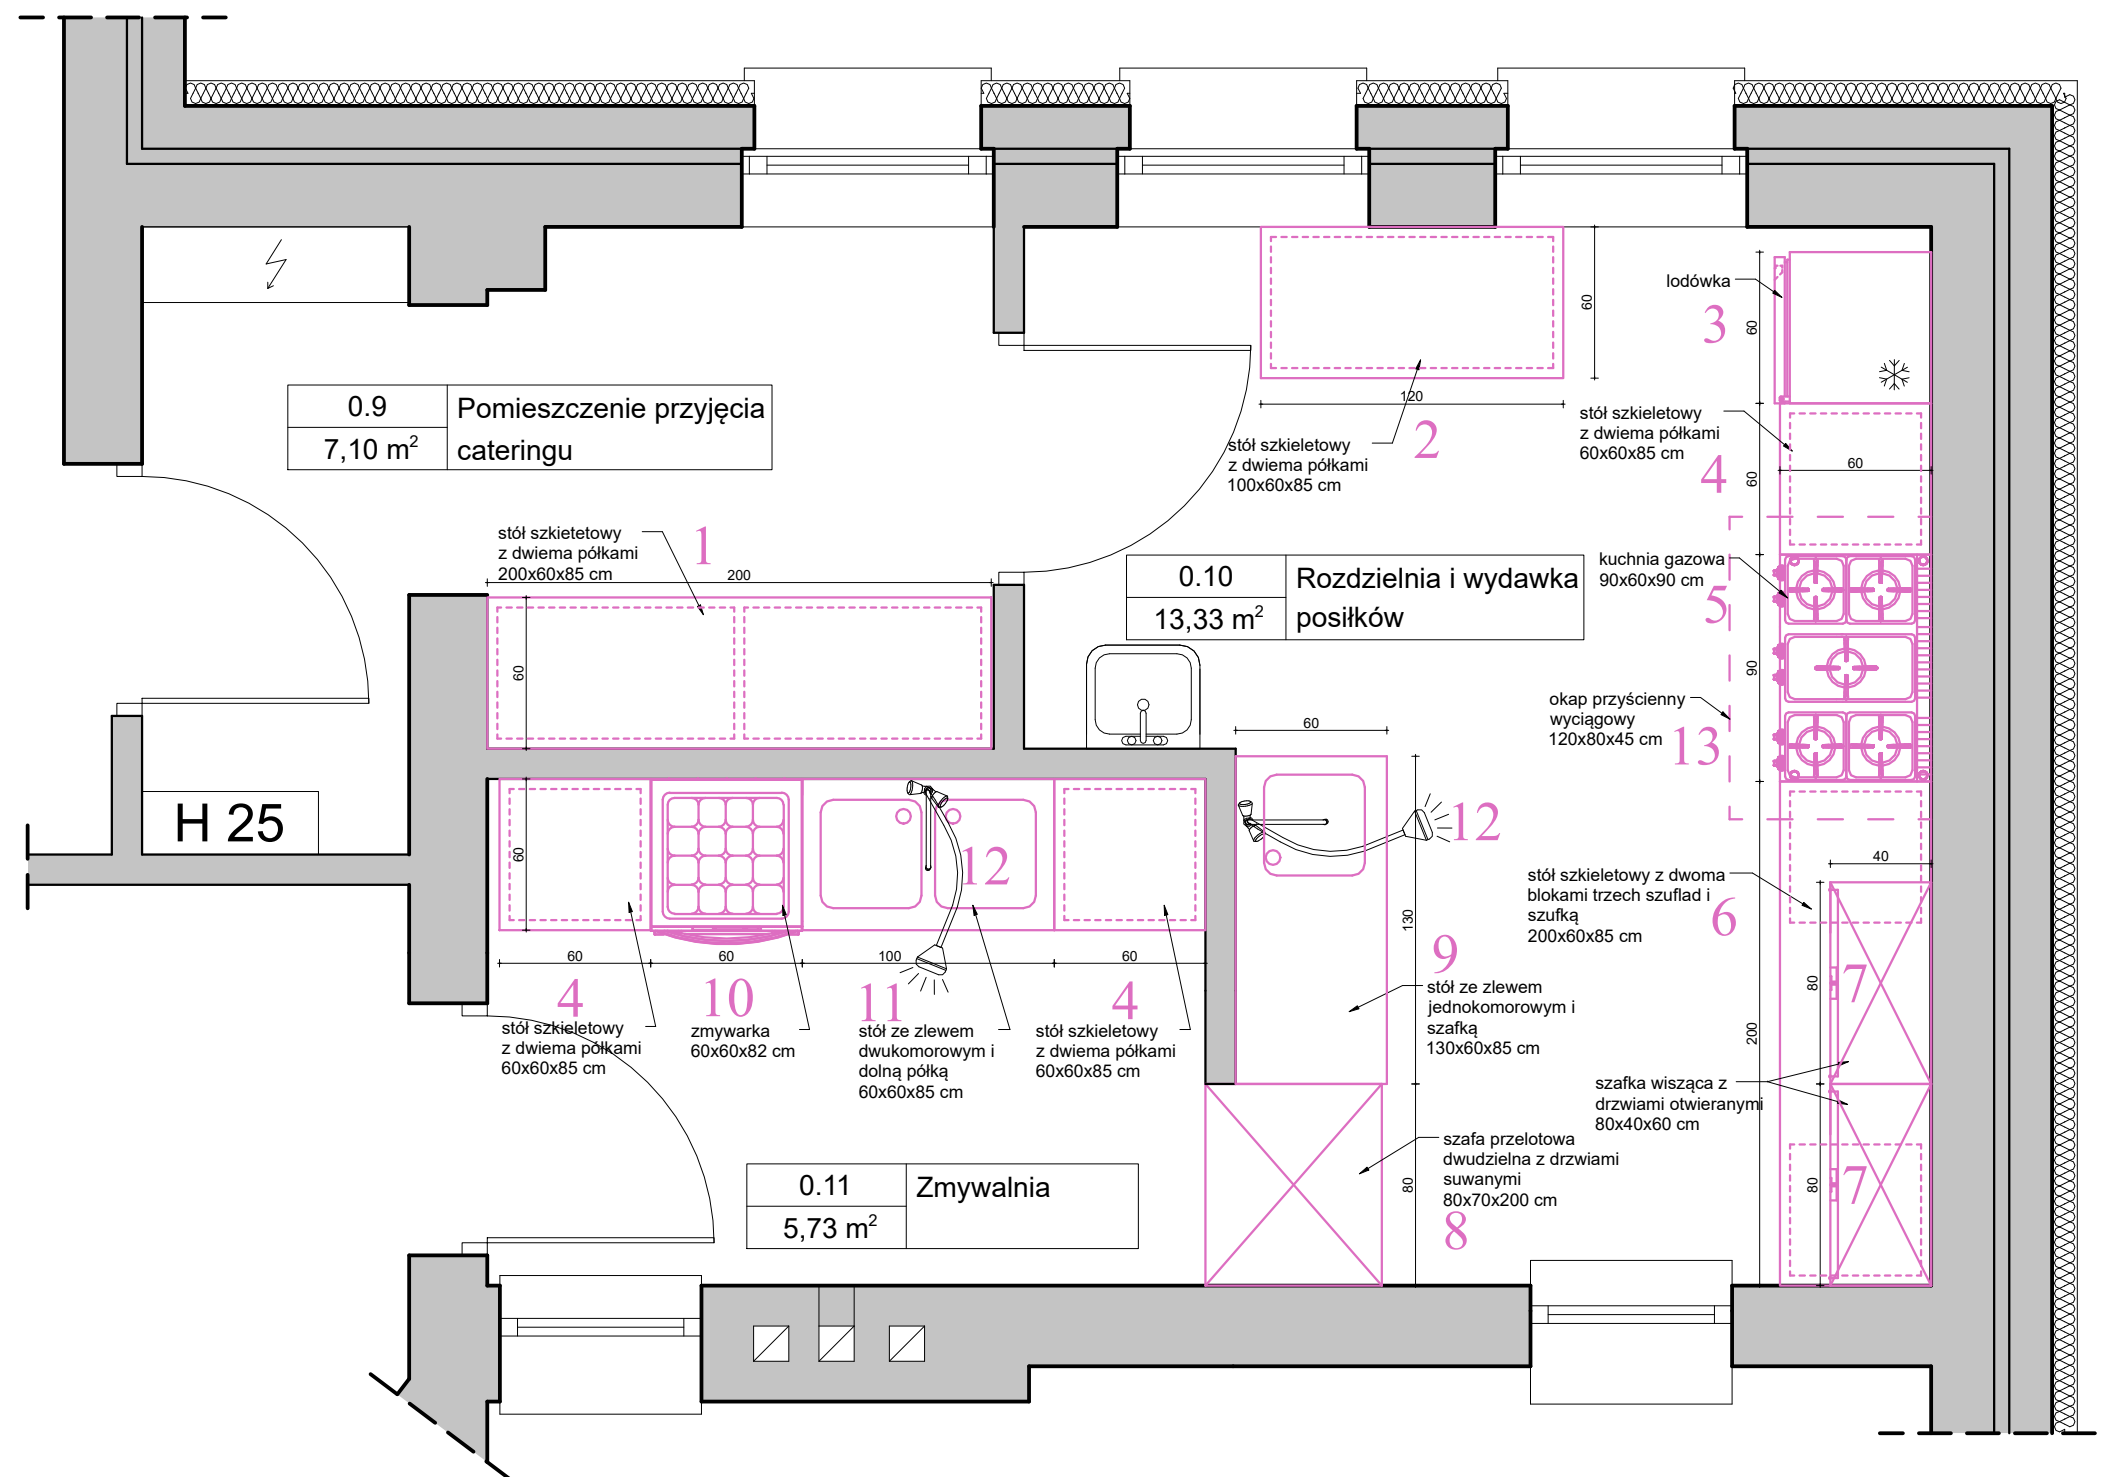 lodówka
3
60
60
120
stół szkieletowy
z dwiema półkami
100x60x85 cm
2
stół szkieletowy
z dwiema półkami
60x60x85 cm
4
60
60
0.9
Pomieszczenie przyjęcia
cateringu
7,10 m²
stół szkietetowy
z dwiema półkami
200x60x85 cm
1
200
60
0.10
Rozdzielnia i wydawka
posiłków
13,33 m²
kuchnia gazowa
90x60x90 cm
5
90
okap przyścienny
wyciągowy
120x80x45 cm
13
60
H 25
60
12
12
40
130
stół szkieletowy z dwoma
blokami trzech szuflad i
szufką
200x60x85 cm
6
60
60
100
60
4
stół szkieletowy
z dwiema półkami
60x60x85 cm
10
zmywarka
60x60x82 cm
11
stół ze zlewem
dwukomorowym i
dolną półką
60x60x85 cm
4
stół szkieletowy
z dwiema półkami
60x60x85 cm
9
stół ze zlewem
jednokomorowym i
szafką
130x60x85 cm
7
80
200
szafka wisząca z
drzwiami otwieranymi
80x40x60 cm
szafa przelotowa
dwudzielna z drzwiami
suwanymi
80x70x200 cm
8
80
7
80
0.11
Zmywalnia
5,73 m²